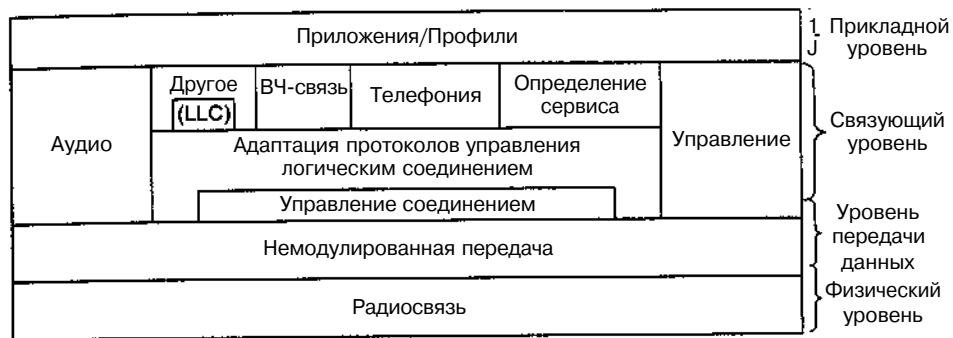 Приложения/Профили
1 Прикладной
J уровень
Аудио
Другое
(LLC)
ВЧ-связь
Телефония
Определение
сервиса
Управление
Связующий
уровень
Адаптация протоколов управления
логическим соединением
Управление соединением
Немодулированная передача
Уровень
передачи
данных
Радиосвязь
Физический
уровень